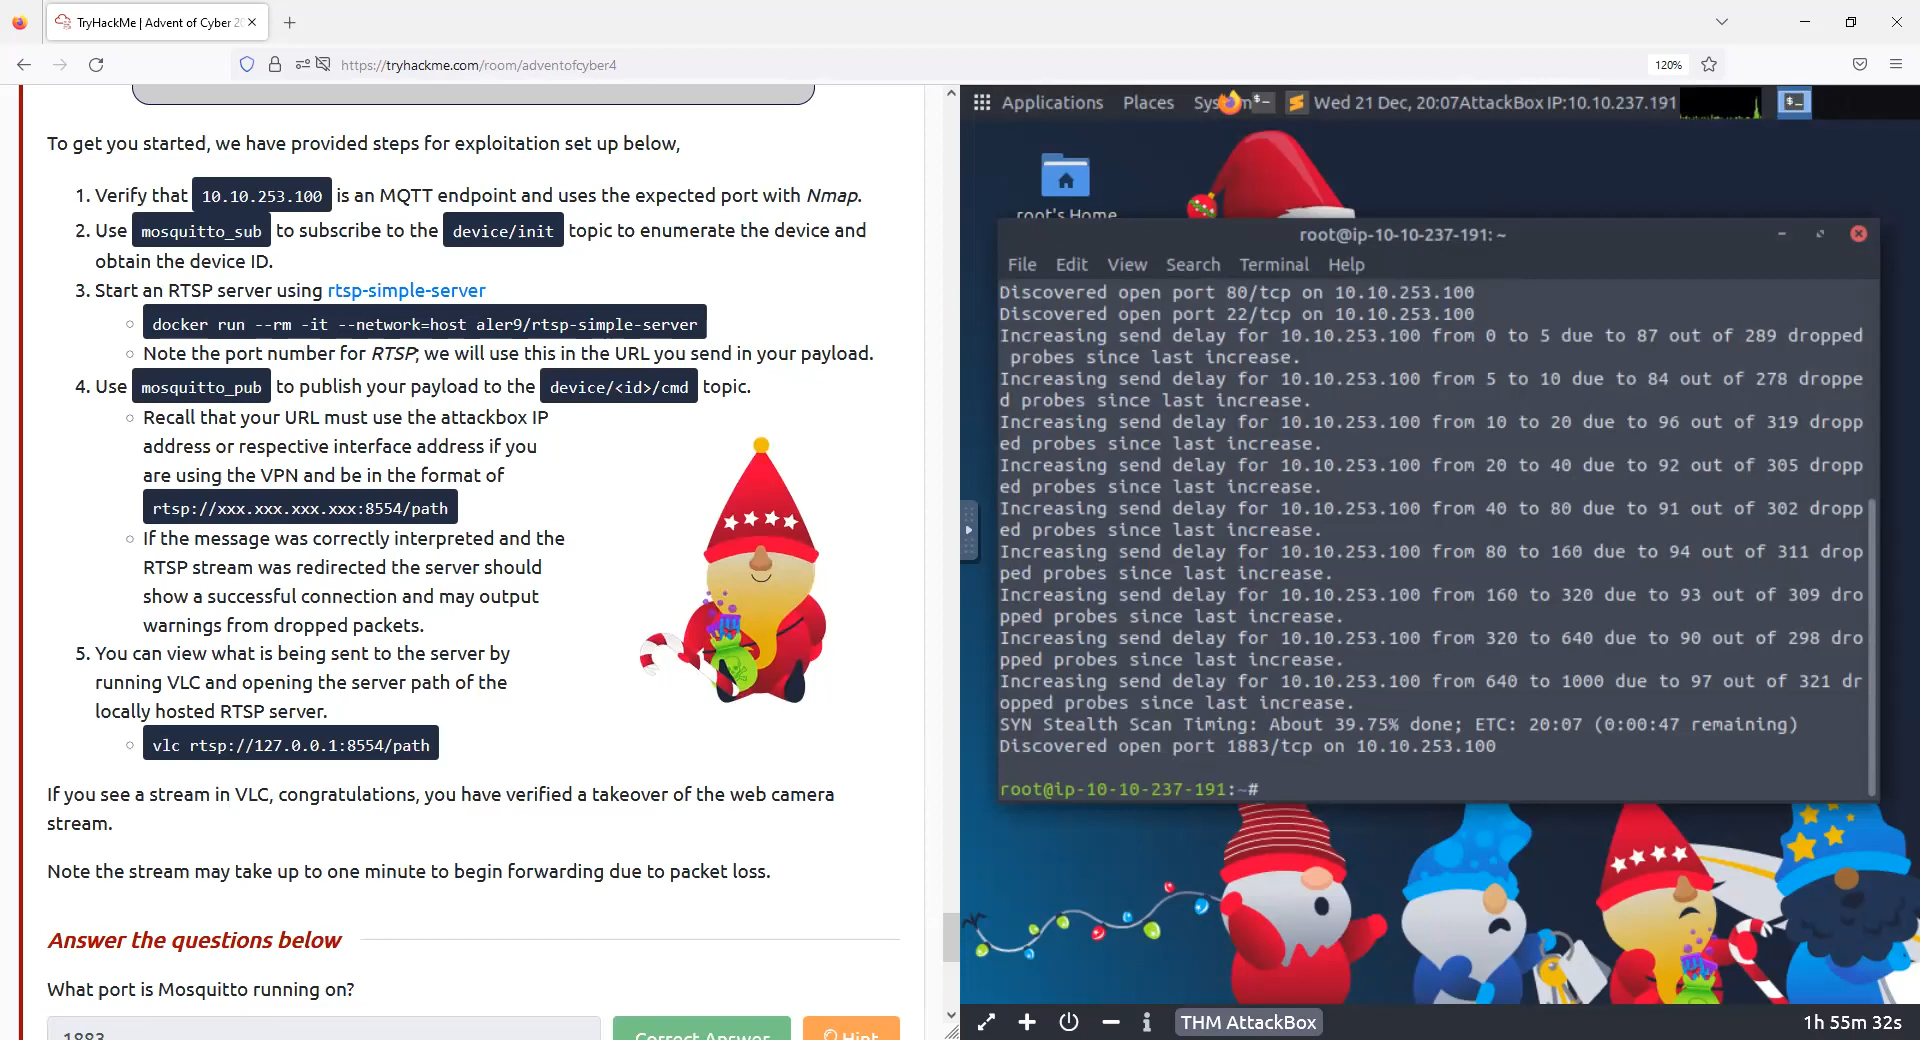 TryHackMe | Advent of Cyber 20
https://tryhackme.com/room/adventofcyber4
120%
To get you started, we have provided steps for exploitation set up below,
1. Verify that 10.10.253.100 is an MQTT endpoint and uses the expected port with Nmap.
2. Use mosquitto_sub to subscribe to the device/init topic to enumerate the device and
obtain the device ID.
3. Start an RTSP server using rtsp-simple-server
docker run --rm -it --network=host aler9/rtsp-simple-server
Note the port number for RTSP; we will use this in the URL you send in your payload.
4. Use mosquitto_pub to publish your payload to the device/<id>/cmd topic.
Recall that your URL must use the attackbox IP
address or respective interface address if you
are using the VPN and be in the format of
rtsp://xxx.xxx.xxx.xxx:8554/path
If the message was correctly interpreted and the
RTSP stream was redirected the server should
show a successful connection and may output
warnings from dropped packets.
5. You can view what is being sent to the server by
running VLC and opening the server path of the
locally hosted RTSP server.
vlc rtsp://127.0.0.1:8554/path
If you see a stream in VLC, congratulations, you have verified a takeover of the web camera
stream.
Note the stream may take up to one minute to begin forwarding due to packet loss.
Answer the questions below
What port is Mosquitto running on?
1883
Correct Answer
Hint
Applications Places System Wed 21 Dec, 20:07 AttackBox IP:10.10.237.191
root's Home
root@ip-10-10-237-191: ~
File Edit View Search Terminal Help
Discovered open port 80/tcp on 10.10.253.100
Discovered open port 22/tcp on 10.10.253.100
Increasing send delay for 10.10.253.100 from 0 to 5 due to 87 out of 289 dropped
probes since last increase.
Increasing send delay for 10.10.253.100 from 5 to 10 due to 84 out of 278 droppe
d probes since last increase.
Increasing send delay for 10.10.253.100 from 10 to 20 due to 96 out of 319 dropp
ed probes since last increase.
Increasing send delay for 10.10.253.100 from 20 to 40 due to 92 out of 305 dropp
ed probes since last increase.
Increasing send delay for 10.10.253.100 from 40 to 80 due to 91 out of 302 dropp
ed probes since last increase.
Increasing send delay for 10.10.253.100 from 80 to 160 due to 94 out of 311 drop
ped probes since last increase.
Increasing send delay for 10.10.253.100 from 160 to 320 due to 93 out of 309 dro
pped probes since last increase.
Increasing send delay for 10.10.253.100 from 320 to 640 due to 90 out of 298 dro
pped probes since last increase.
Increasing send delay for 10.10.253.100 from 640 to 1000 due to 97 out of 321 dr
opped probes since last increase.
SYN Stealth Scan Timing: About 39.75% done; ETC: 20:07 (0:00:47 remaining)
Discovered open port 1883/tcp on 10.10.253.100
root@ip-10-10-237-191:~#
THM AttackBox
1h 55m 32s